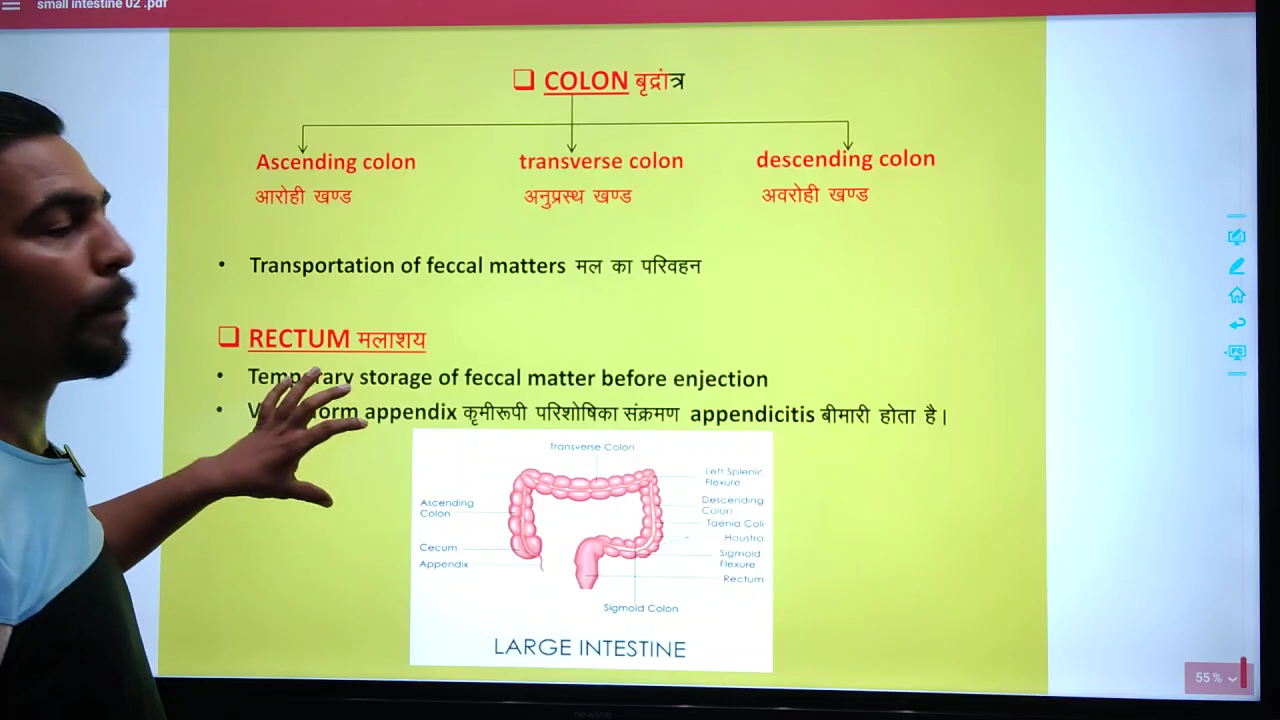 small intestine 02 .pdf
❑ COLON बृद्रांत्र
Ascending colon transverse colon descending colon
आरोही खण्ड अनुप्रस्थ खण्ड अवरोही खण्ड
• Transportation of feccal matters मल का परिवहन
❑ RECTUM मलाशय
• Temporary storage of feccal matter before enjection
• appendix कृमीरूपी परिशोषिका संक्रमण appendicitis बीमारी होता है।
Transverse Colon
Left Splenic
Flexure
Ascending
Colon
Descending
Colon
Taenia Coli
Haustra
Cecum
Sigmoid
Flexure
Appendix
Rectum
Sigmoid Colon
LARGE INTESTINE
55 %
newline